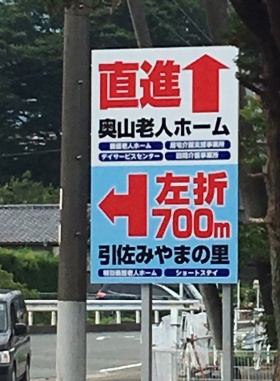 直進
奥山老人ホーム
養護老人ホーム 居宅介護支援事業所
デイサービスセンター 訪問介護事業所
左折
700m
引佐みやまの里
特別養護老人ホーム ショートステイ